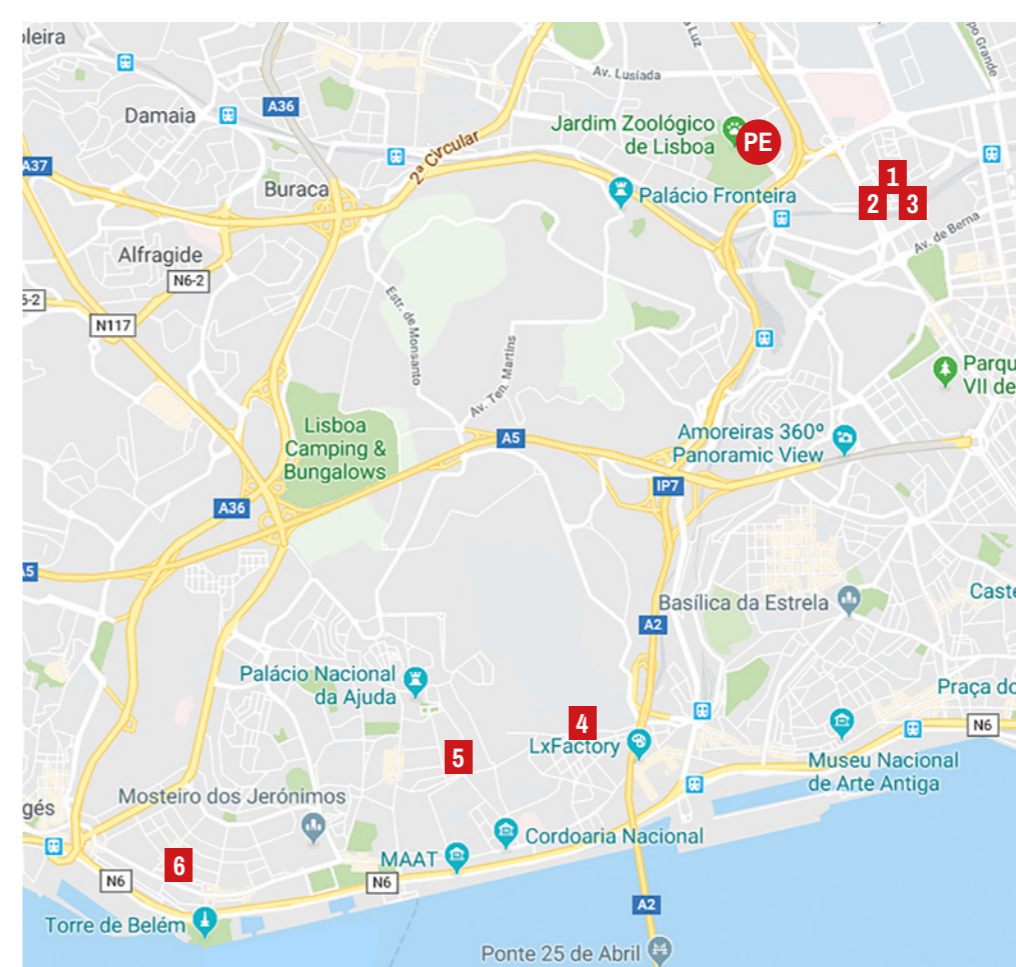 oleira
Luz
po Grande
Av. Lusíada
Damaia
A36
Jardim Zoológico
de Lisboa
PE
2ª Circular
A37
1
2
3
Buraca
Palácio Fronteira
Av. de Berna
Alfragide
N6-2
6-2
N117
Estr. de Monsanto
Av. Ten. Martins
Parqu
VII de
Lisboa
Camping &
Bungalows
A5
Amoreiras 360º
Panoramic View
IP7
A36
A5
Caste
Basílica da Estrela
A2
Palácio Nacional
da Ajuda
Praça do
4
N6
LxFactory
5
Museu Nacional
de Arte Antiga
Mosteiro dos Jerónimos
gés
Cordoaria Nacional
MAAT
6
N6
N6
A2
Torre de Belém
Ponte 25 de Abril